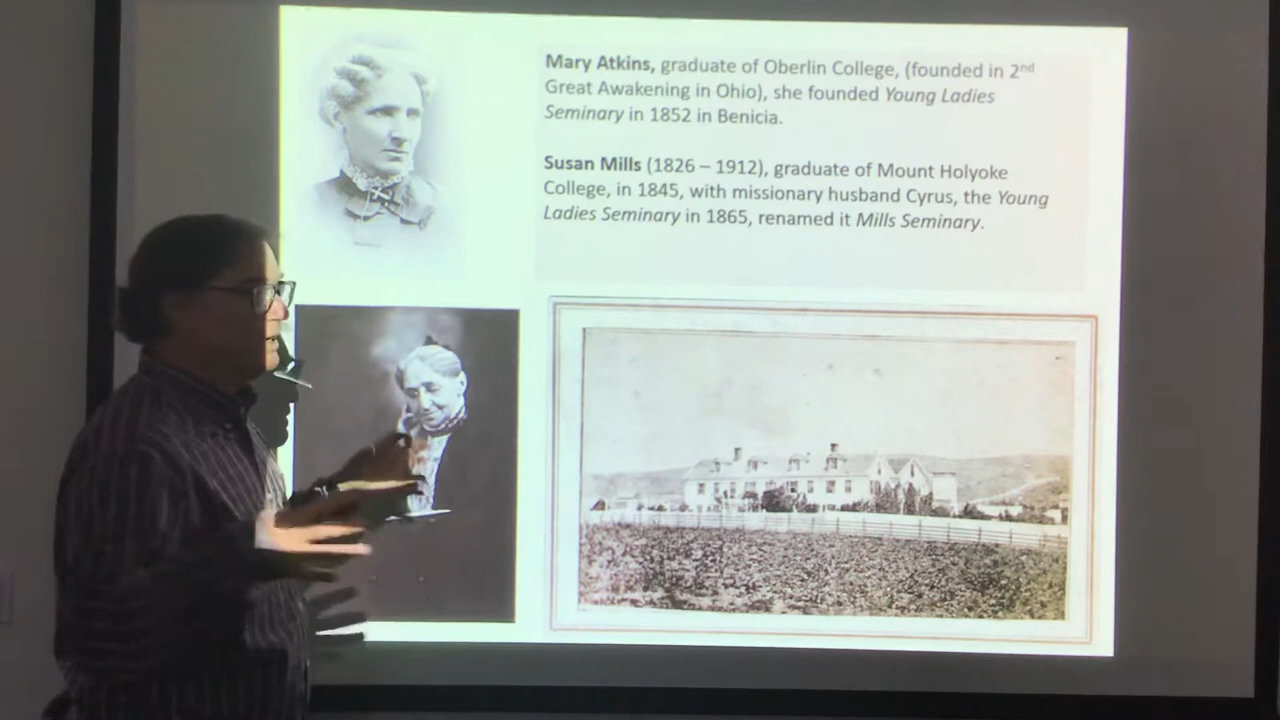 Mary Atkins, graduate of Oberlin College, (founded in 2nd
Great Awakening in Ohio), she founded Young Ladies
Seminary in 1852 in Benicia.
Susan Mills (1826 – 1912), graduate of Mount Holyoke
College, in 1845, with missionary husband Cyrus, the Young
Ladies Seminary in 1865, renamed it Mills Seminary.